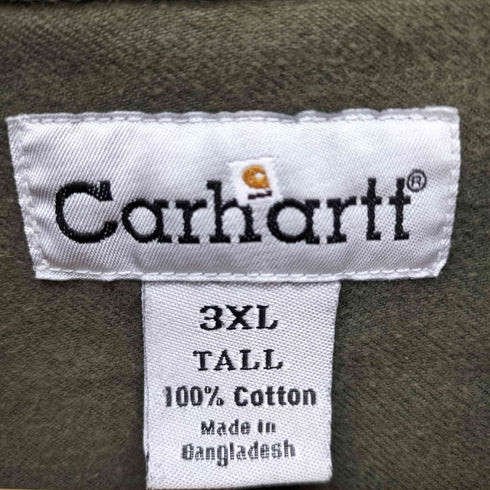 Carhartt®
3XL
TALL
100% Cotton
Made in
Bangladesh